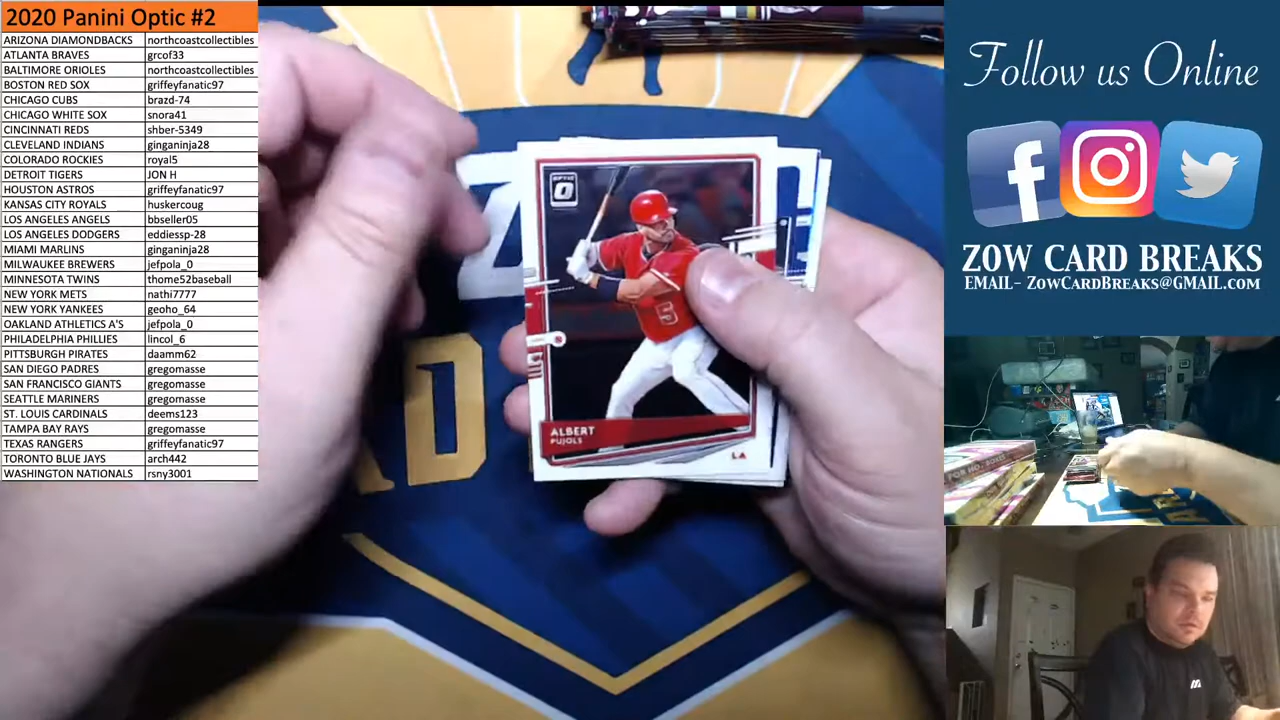 2020 Panini Optic #2
ARIZONA DIAMONDBACKS northcoastcollectibles
ATLANTA BRAVES grcof33
BALTIMORE ORIOLES northcoastcollectibles
BOSTON RED SOX griffeyfanatic97
CHICAGO CUBS brazd-74
CHICAGO WHITE SOX snora41
CINCINNATI REDS shber-5349
CLEVELAND INDIANS ginganinja28
COLORADO ROCKIES royal5
DETROIT TIGERS JON H
HOUSTON ASTROS griffeyfanatic97
KANSAS CITY ROYALS huskercoug
LOS ANGELES ANGELS bbseller05
LOS ANGELES DODGERS eddiessp-28
MIAMI MARLINS ginganinja28
MILWAUKEE BREWERS jefpola_0
MINNESOTA TWINS thome52baseball
NEW YORK METS nathi7777
NEW YORK YANKEES geoho_64
OAKLAND ATHLETICS A'S jefpola_0
PHILADELPHIA PHILLIES lincol_6
PITTSBURGH PIRATES daamm62
SAN DIEGO PADRES gregomasse
SAN FRANCISCO GIANTS gregomasse
SEATTLE MARINERS gregomasse
ST. LOUIS CARDINALS deems123
TAMPA BAY RAYS gregomasse
TEXAS RANGERS griffeyfanatic97
TORONTO BLUE JAYS arch442
WASHINGTON NATIONALS rsny3001
OPTIC
5
ALBERT
PUJOLS
LA
Follow us Online
ZOW CARD BREAKS
EMAIL- ZOWCARDBREAKS@GMAIL.COM